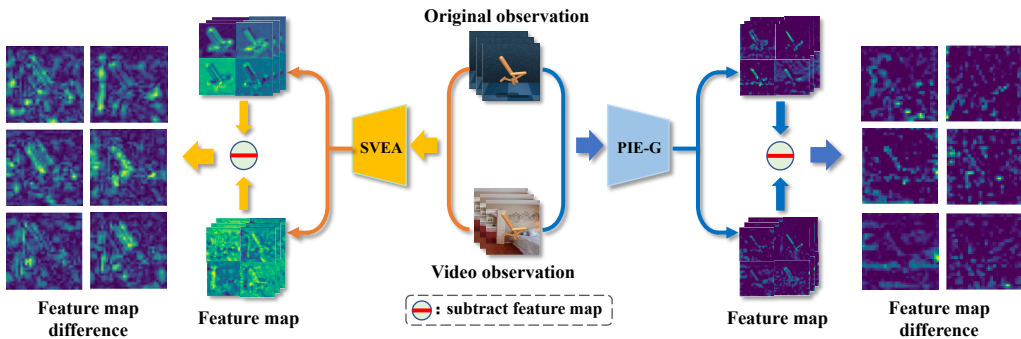 Original observation
SVEA
PIE-G
Video observation
Feature map
difference
Feature map
: subtract feature map
Feature map
Feature map
difference